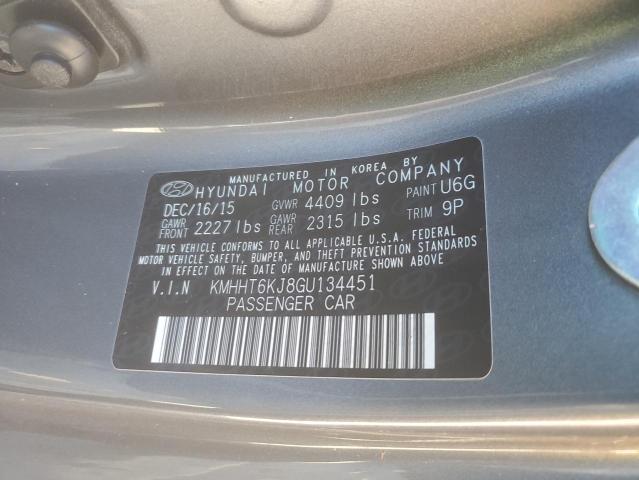 MANUFACTURED IN KOREA BY
HYUNDAI MOTOR COMPANY
DEC/16/15 GVWR 4409 lbs PAINT U6G
GAWR FRONT 2227 lbs GAWR REAR 2315 lbs TRIM 9P
THIS VEHICLE CONFORMS TO ALL APPLICABLE U.S.A. FEDERAL
MOTOR VEHICLE SAFETY, BUMPER, AND THEFT PREVENTION STANDARDS
IN EFFECT ON THE DATE OF MANUFACTURE SHOWN ABOVE.
V.I.N KMHHT6KJ8GU134451
PASSENGER CAR